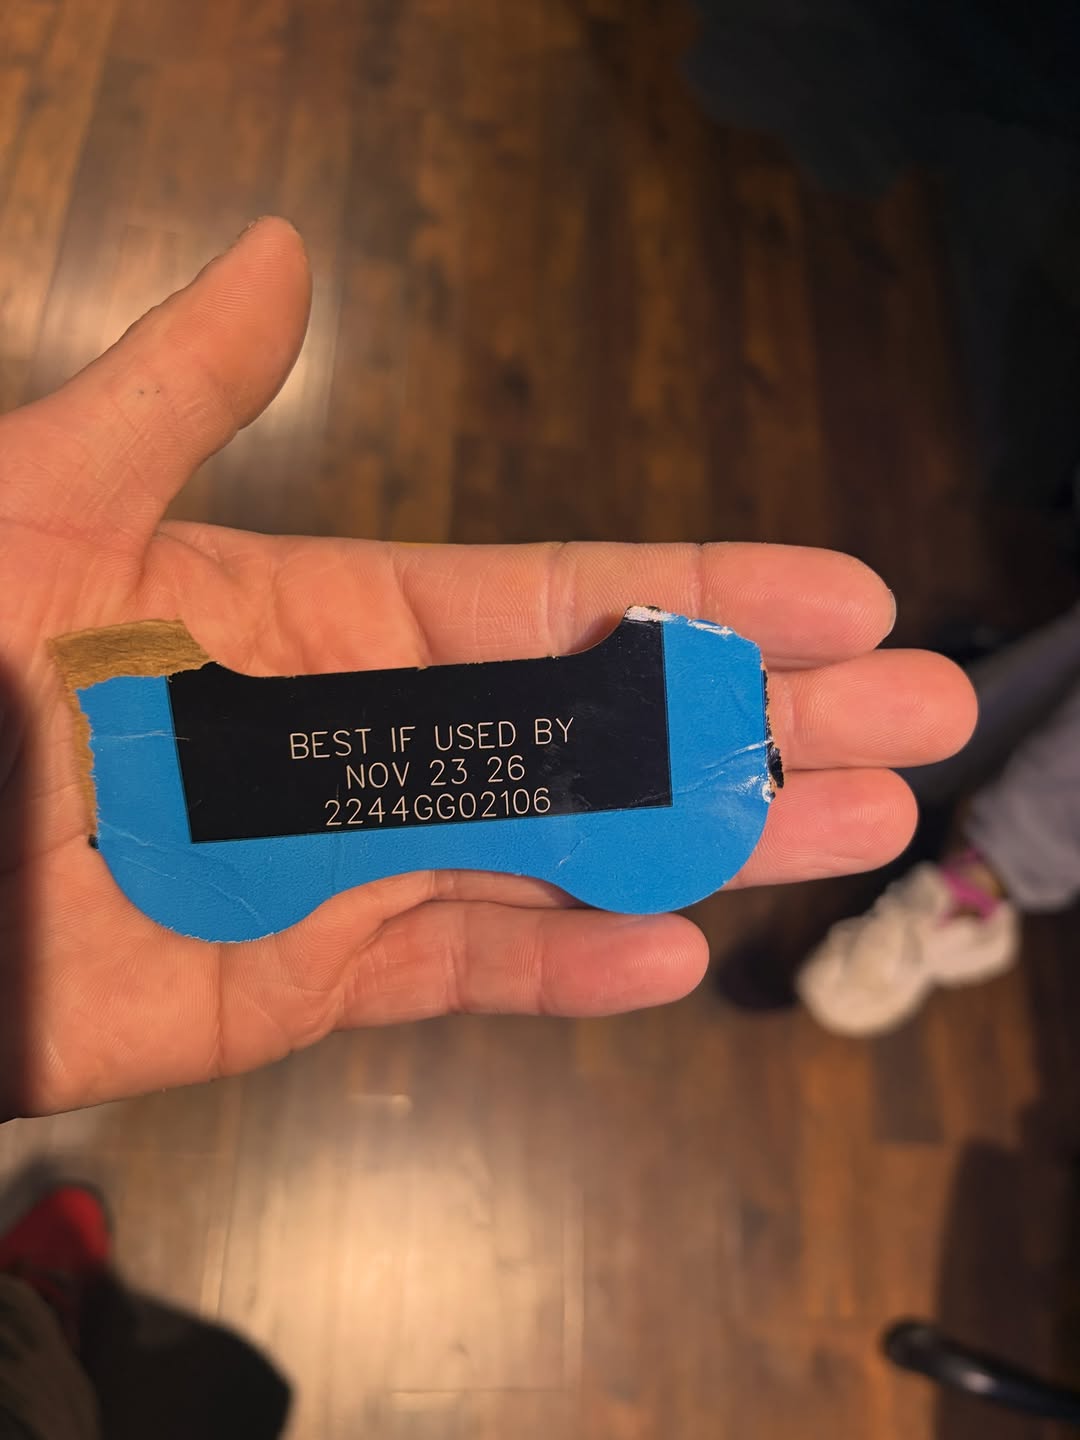 BEST IF USED BY
NOV 23 26
2244GG02106